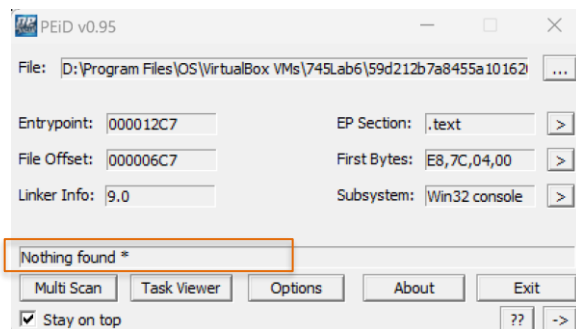 PEiD v0.95
File: D:\Program Files\OS\VirtualBox VMs\745Lab6\59d212b7a8455a10162( ...
Entrypoint: 000012C7 EP Section: .text >
File Offset: 000006C7 First Bytes: E8,7C,04,00 >
Linker Info: 9.0 Subsystem: Win32 console >
Nothing found *
Multi Scan Task Viewer Options About Exit
Stay on top ?? ->